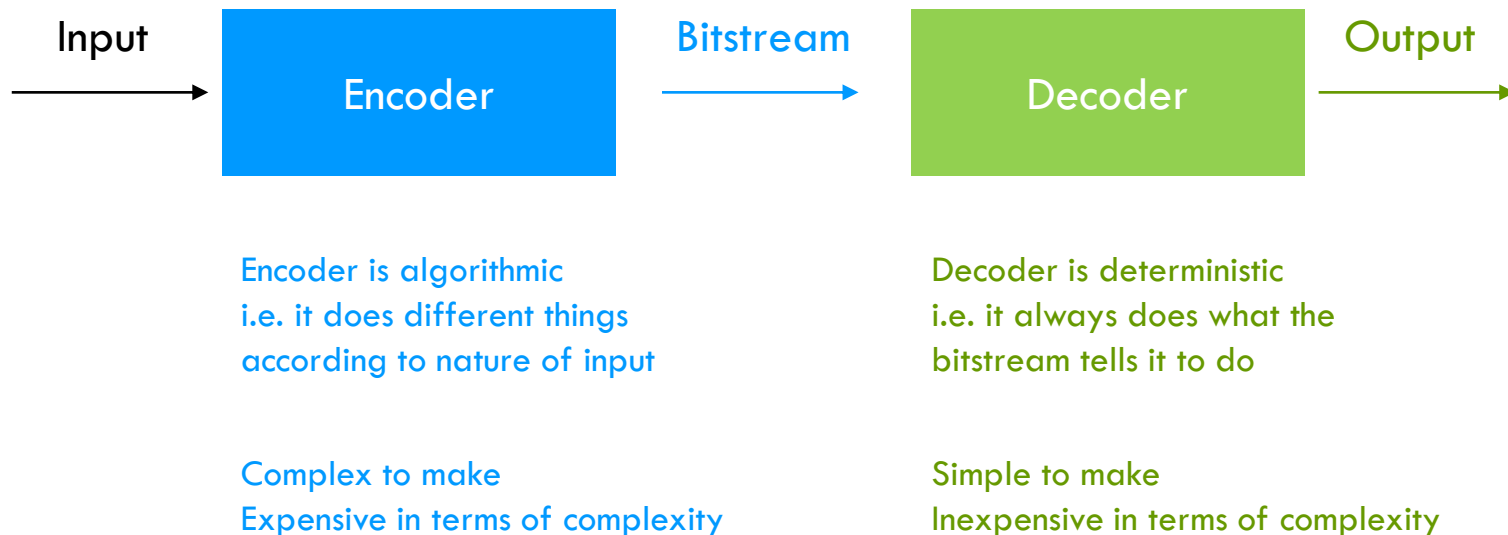 Input
Encoder
Bitstream
Decoder
Output
Encoder is algorithmic
i.e. it does different things
according to nature of input
Complex to make
Expensive in terms of complexity
Decoder is deterministic
i.e. it always does what the
bitstream tells it to do
Simple to make
Inexpensive in terms of complexity